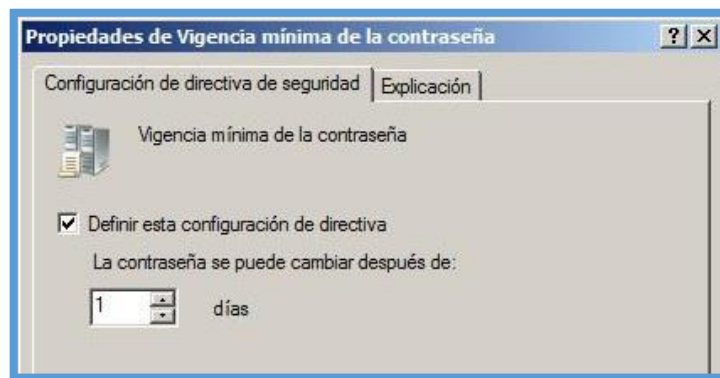 Propiedades de Vigencia mínima de la contraseña
Configuración de directiva de seguridad Explicación
Vigencia mínima de la contraseña
Definir esta configuración de directiva
La contraseña se puede cambiar después de:
1 días